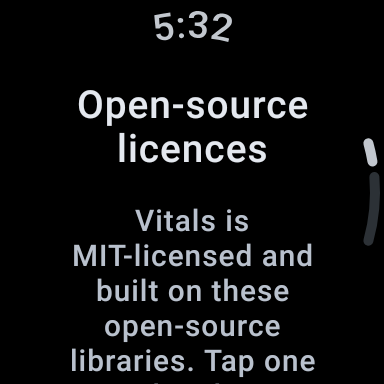 5:32
Open-source
licences
Vitals is
MIT-licensed and
built on these
open-source
libraries. Tap one